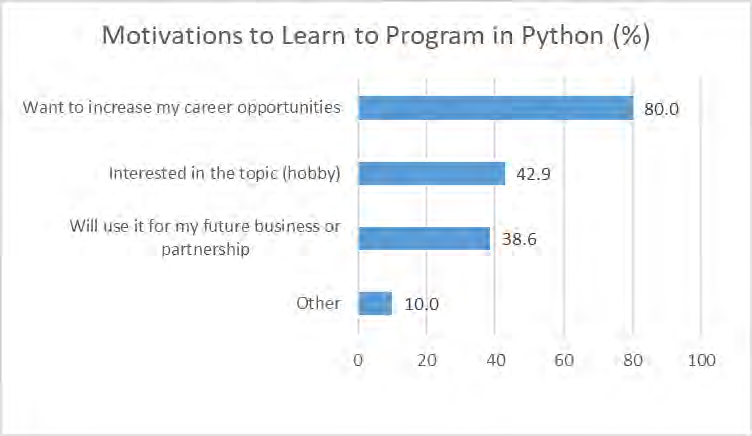 Motivations to Learn to Program in Python (%)
Want to increase my career opportunities
80.0
Interested in the topic (hobby)
42.9
Will use it for my future business or
partnership
38.6
Other
10.0
0 20 40 60 80 100